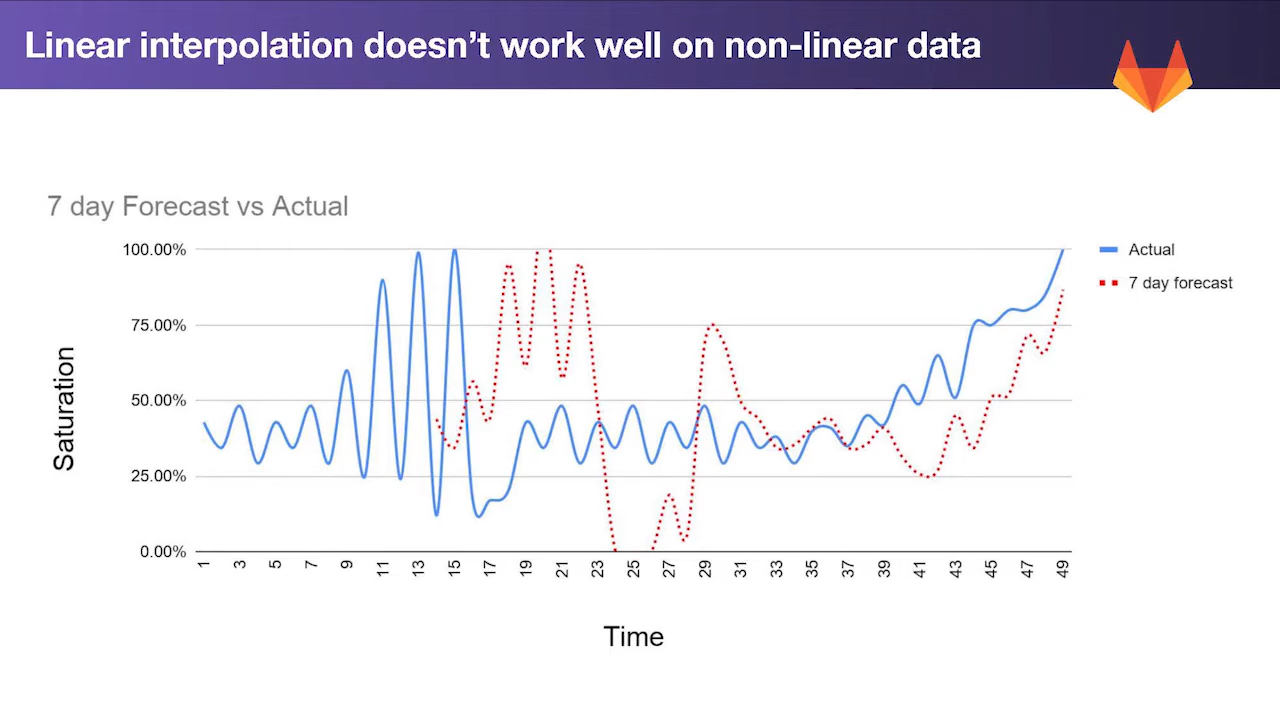 Linear interpolation doesn’t work well on non-linear data
7 day Forecast vs Actual
100.00%
75.00%
50.00%
25.00%
0.00%
Saturation
1 3 5 7 9 11 13 15 17 19 21 23 25 27 29 31 33 35 37 39 41 43 45 47 49
Time
Actual
7 day forecast